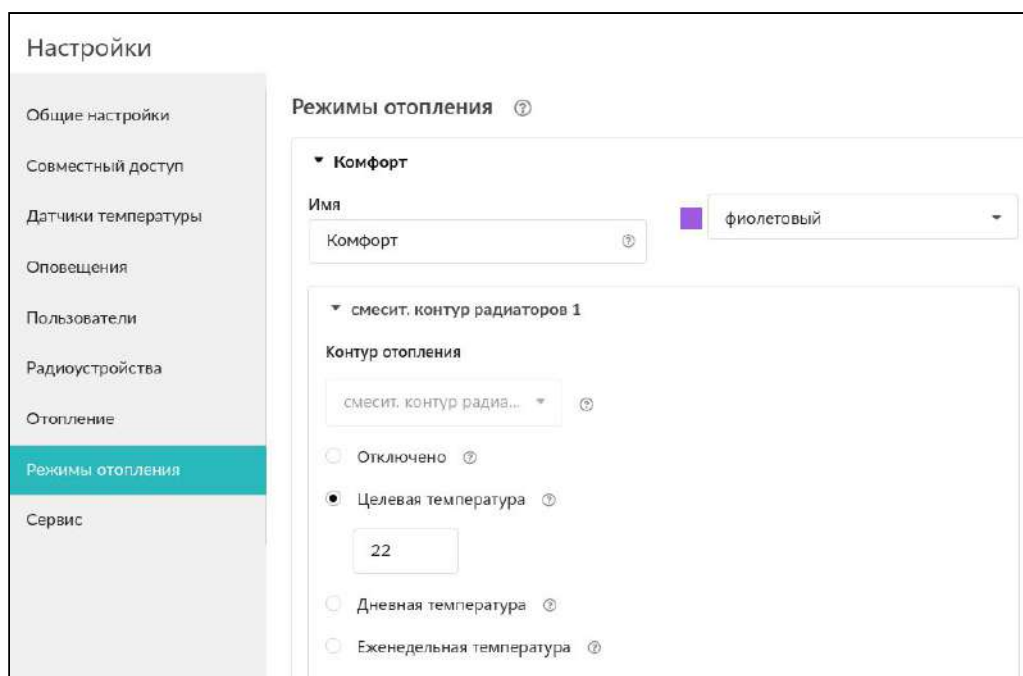 Настройки
Общие настройки
Совместный доступ
Датчики температуры
Оповещения
Пользователи
Радиоустройства
Отопление
Режимы отопления
Сервис
Режимы отопления
Комфорт
Имя
Комфорт
фиолетовый
смесит. контур радиаторов 1
Контур отопления
смесит. контур радиа...
Отключено
Целевая температура
22
Дневная температура
Еженедельная температура